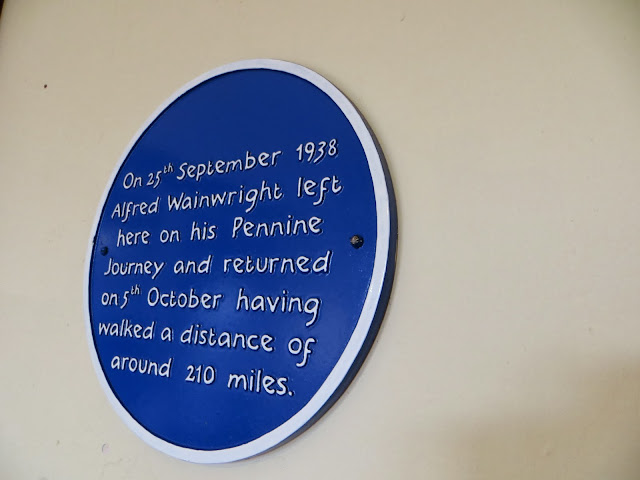 On 25th September 1938
Alfred Wainwright left
here on his Pennine
Journey and returned
on 5th October having
walked a distance of
around 210 miles.